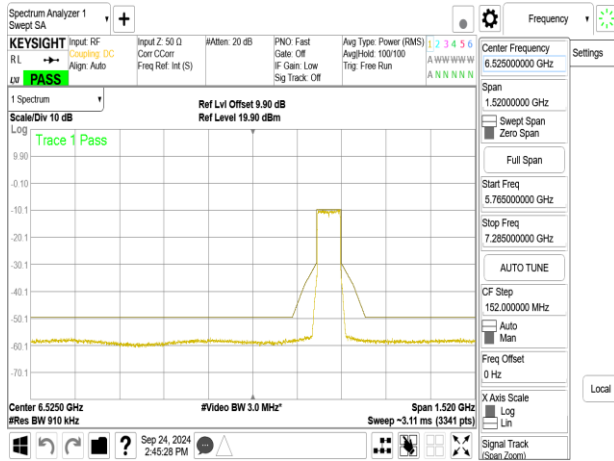 Spectrum Analyzer 1
Swept SA
+
Frequency
KEYSIGHT
RL
LXI
PASS
Input: RF
Coupling: DC
Align: Auto
Input Z: 50 Ω
Corr CCorr
Freq Ref: Int (S)
#Atten: 20 dB
PNO: Fast
Gate: Off
IF Gain: Low
Sig Track: Off
Avg Type: Power (RMS)
Avg|Hold: 100/100
Trig: Free Run
1 2 3 4 5 6
A W W W W W
A N N N N N
Center Frequency
6.525000000 GHz
Settings
Span
1.52000000 GHz
Swept Span
Zero Span
Full Span
Start Freq
5.765000000 GHz
Stop Freq
7.285000000 GHz
AUTO TUNE
CF Step
152.000000 MHz
Auto
Man
Freq Offset
0 Hz
X Axis Scale
Log
Lin
Local
Signal Track
(Span Zoom)
1 Spectrum
Scale/Div 10 dB
Ref Lvl Offset 9.90 dB
Ref Level 19.90 dBm
Log
Trace 1 Pass
9.90
-0.10
-10.1
-20.1
-30.1
-40.1
-50.1
-60.1
-70.1
Center 6.5250 GHz
#Video BW 3.0 MHz*
Span 1.520 GHz
#Res BW 910 kHz
Sweep ~3.11 ms (3341 pts)
?
Sep 24, 2024
2:45:28 PM